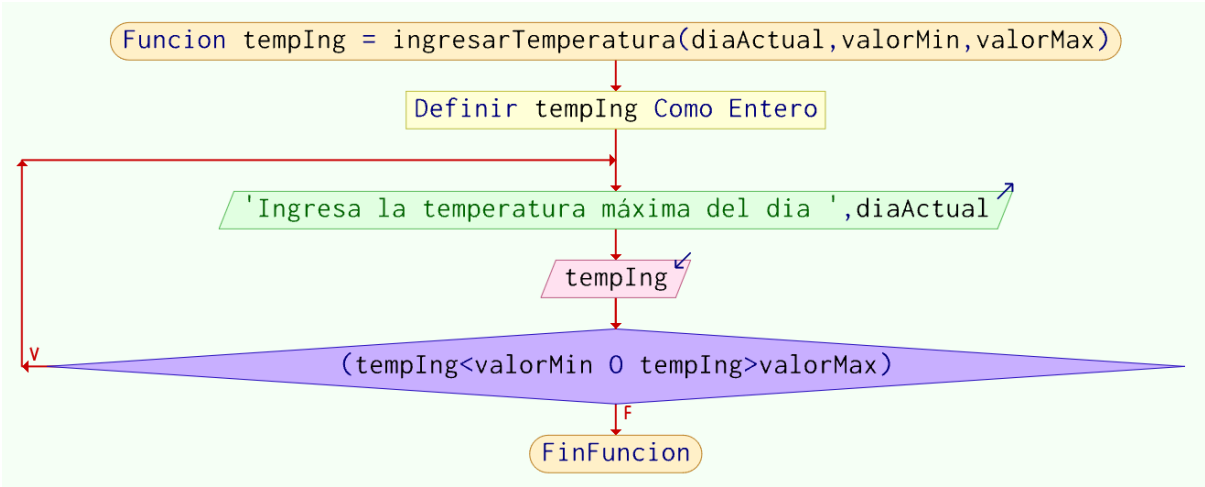 Funcion tempIng = ingresarTemperatura(diaActual,valorMin,valorMax)
Definir tempIng Como Entero
'Ingresa la temperatura máxima del dia ',diaActual
tempIng
V
(tempIng<valorMin O tempIng>valorMax)
F
FinFuncion